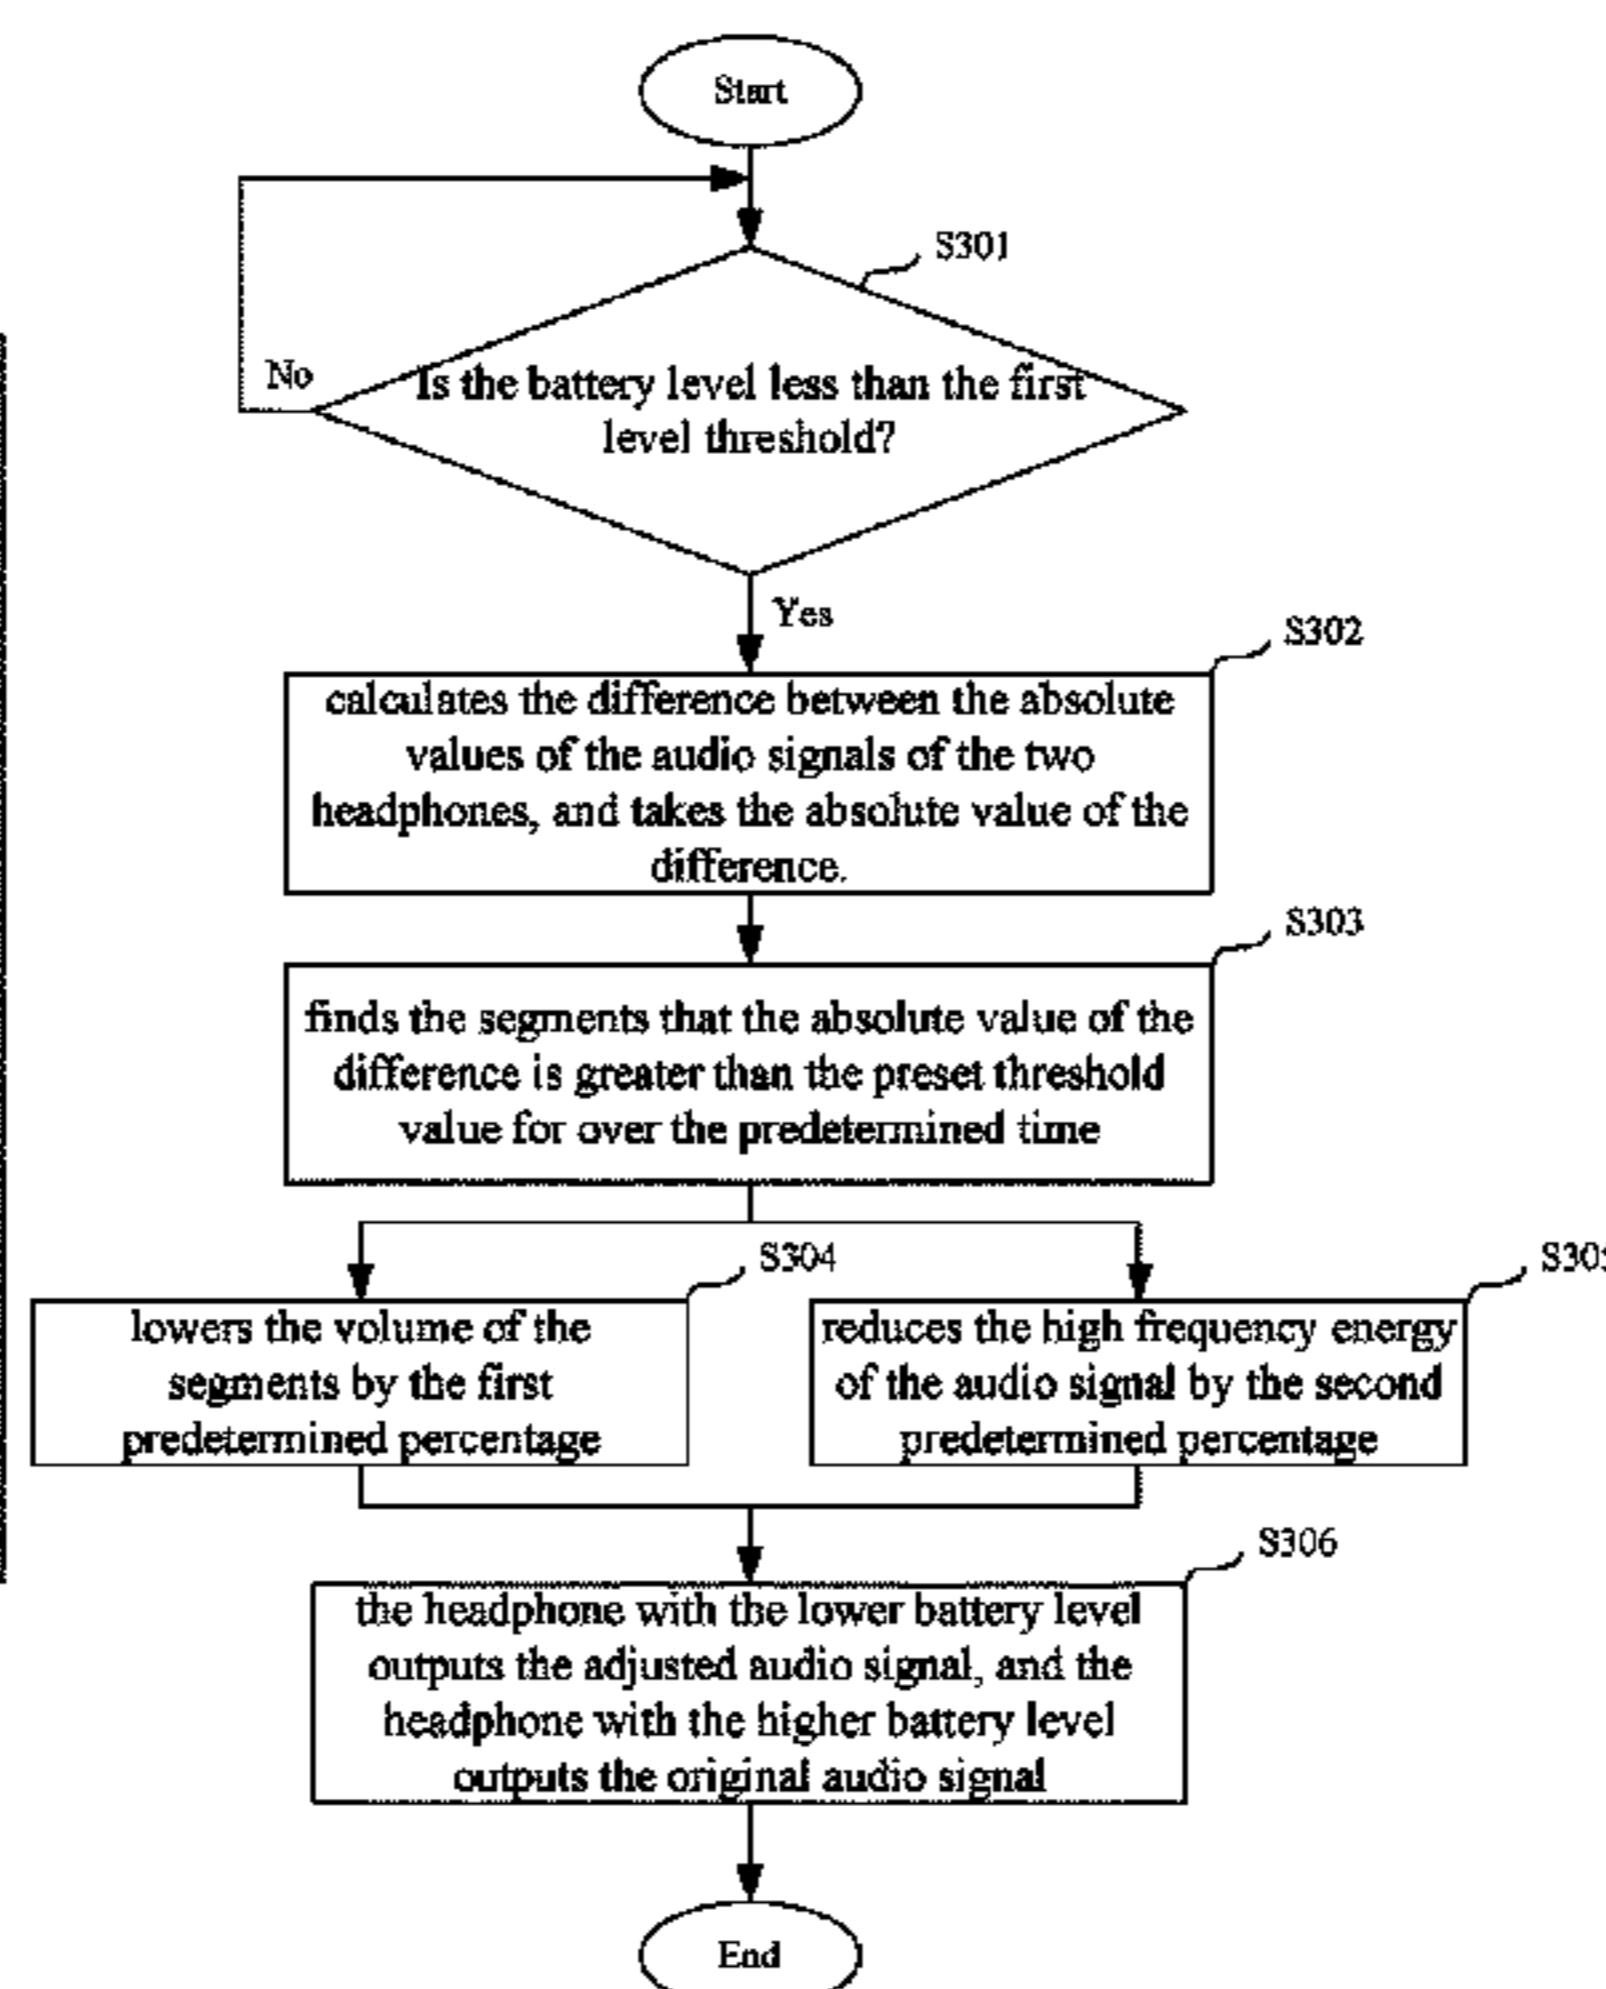 Start
S301
No
Is the battery level less than the first
level threshold?
Yes
S302
calculates the difference between the absolute
values of the audio signals of the two
headphones, and takes the absolute value of the
difference.
S303
finds the segments that the absolute value of the
difference is greater than the preset threshold
value for over the predetermined time
S304
lowers the volume of the
segments by the first
predetermined percentage
S305
reduces the high frequency energy
of the audio signal by the second
predetermined percentage
S306
the headphone with the lower battery level
outputs the adjusted audio signal, and the
headphone with the higher battery level
outputs the original audio signal
End